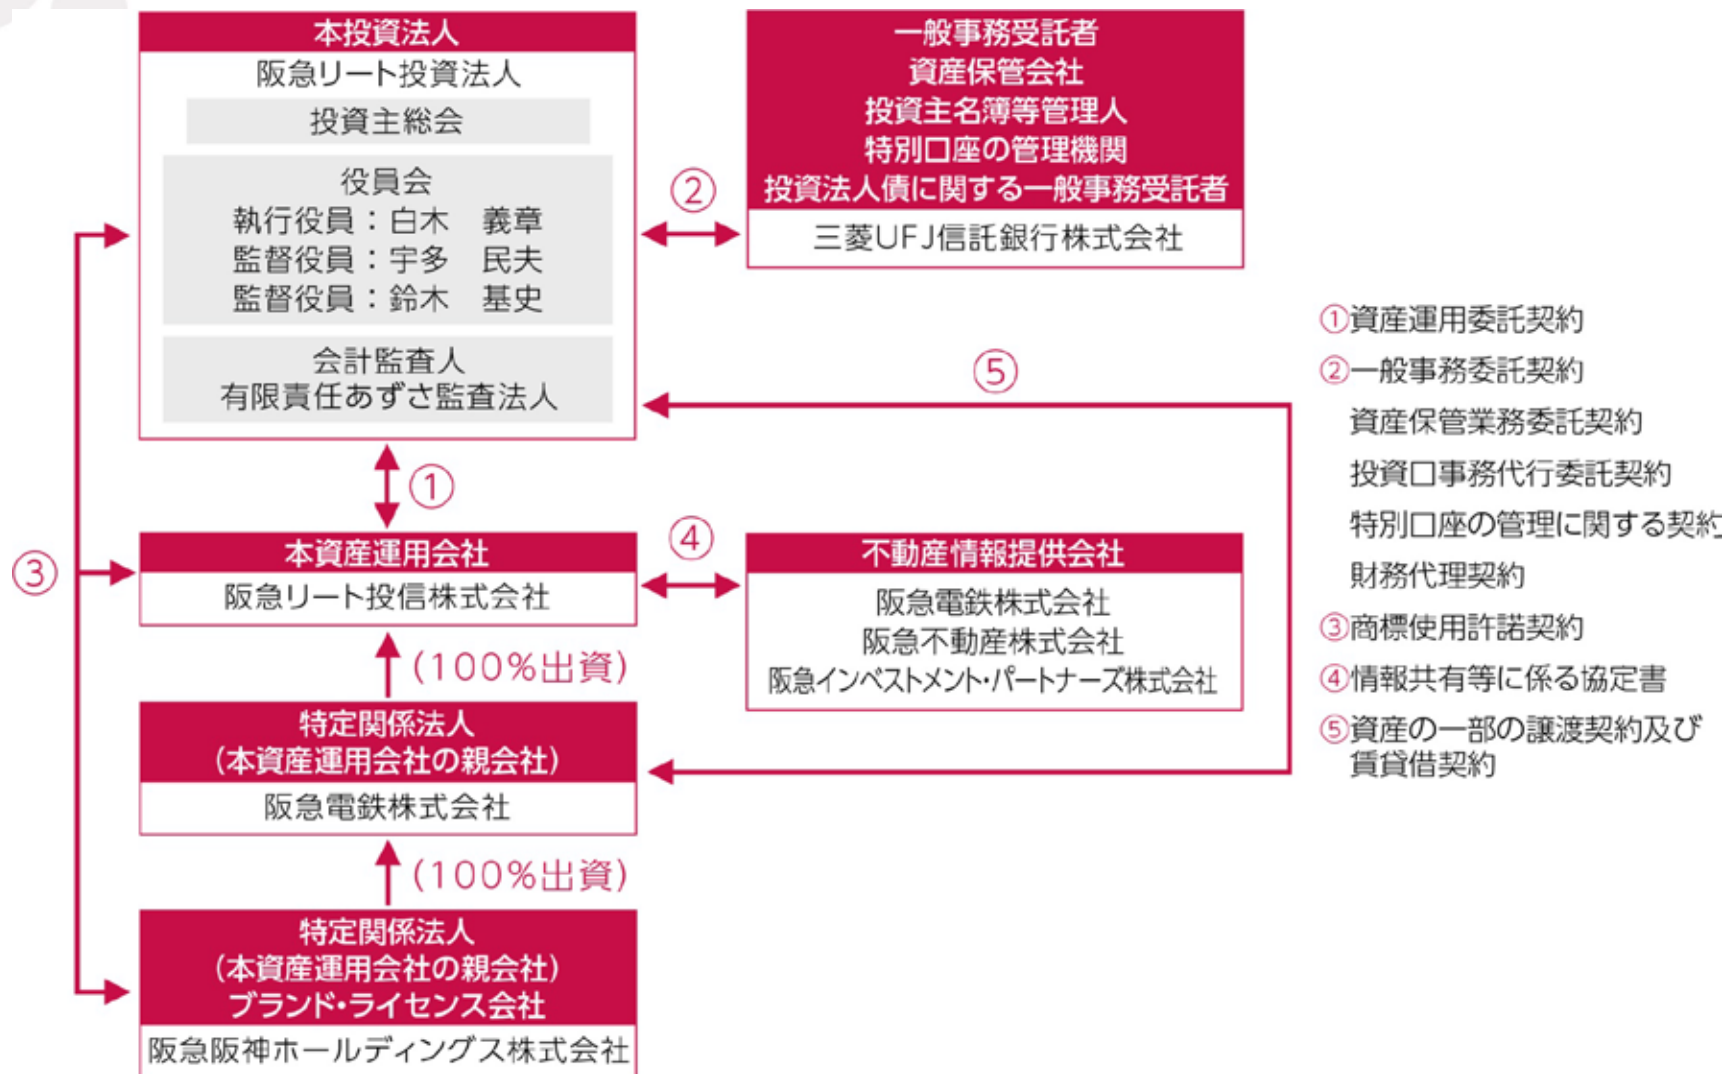 本投資法人
阪急リート投資法人
投資主総会
役員会
執行役員：白木　義章
監督役員：宇多　民夫
監督役員：鈴木　基史
会計監査人
有限責任あずさ監査法人
一般事務受託者
資産保管会社
投資主名簿等管理人
特別口座の管理機関
投資法人債に関する一般事務受託者
三菱UFJ信託銀行株式会社
②
⑤
①
③
本資産運用会社
阪急リート投信株式会社
④
不動産情報提供会社
阪急電鉄株式会社
阪急不動産株式会社
阪急インベストメント・パートナーズ株式会社
(100%出資)
特定関係法人
(本資産運用会社の親会社)
阪急電鉄株式会社
(100%出資)
特定関係法人
(本資産運用会社の親会社)
ブランド・ライセンス会社
阪急阪神ホールディングス株式会社
①資産運用委託契約
②一般事務委託契約
資産保管業務委託契約
投資口事務代行委託契約
特別口座の管理に関する契約
財務代理契約
③商標使用許諾契約
④情報共有等に係る協定書
⑤資産の一部の譲渡契約及び
賃貸借契約